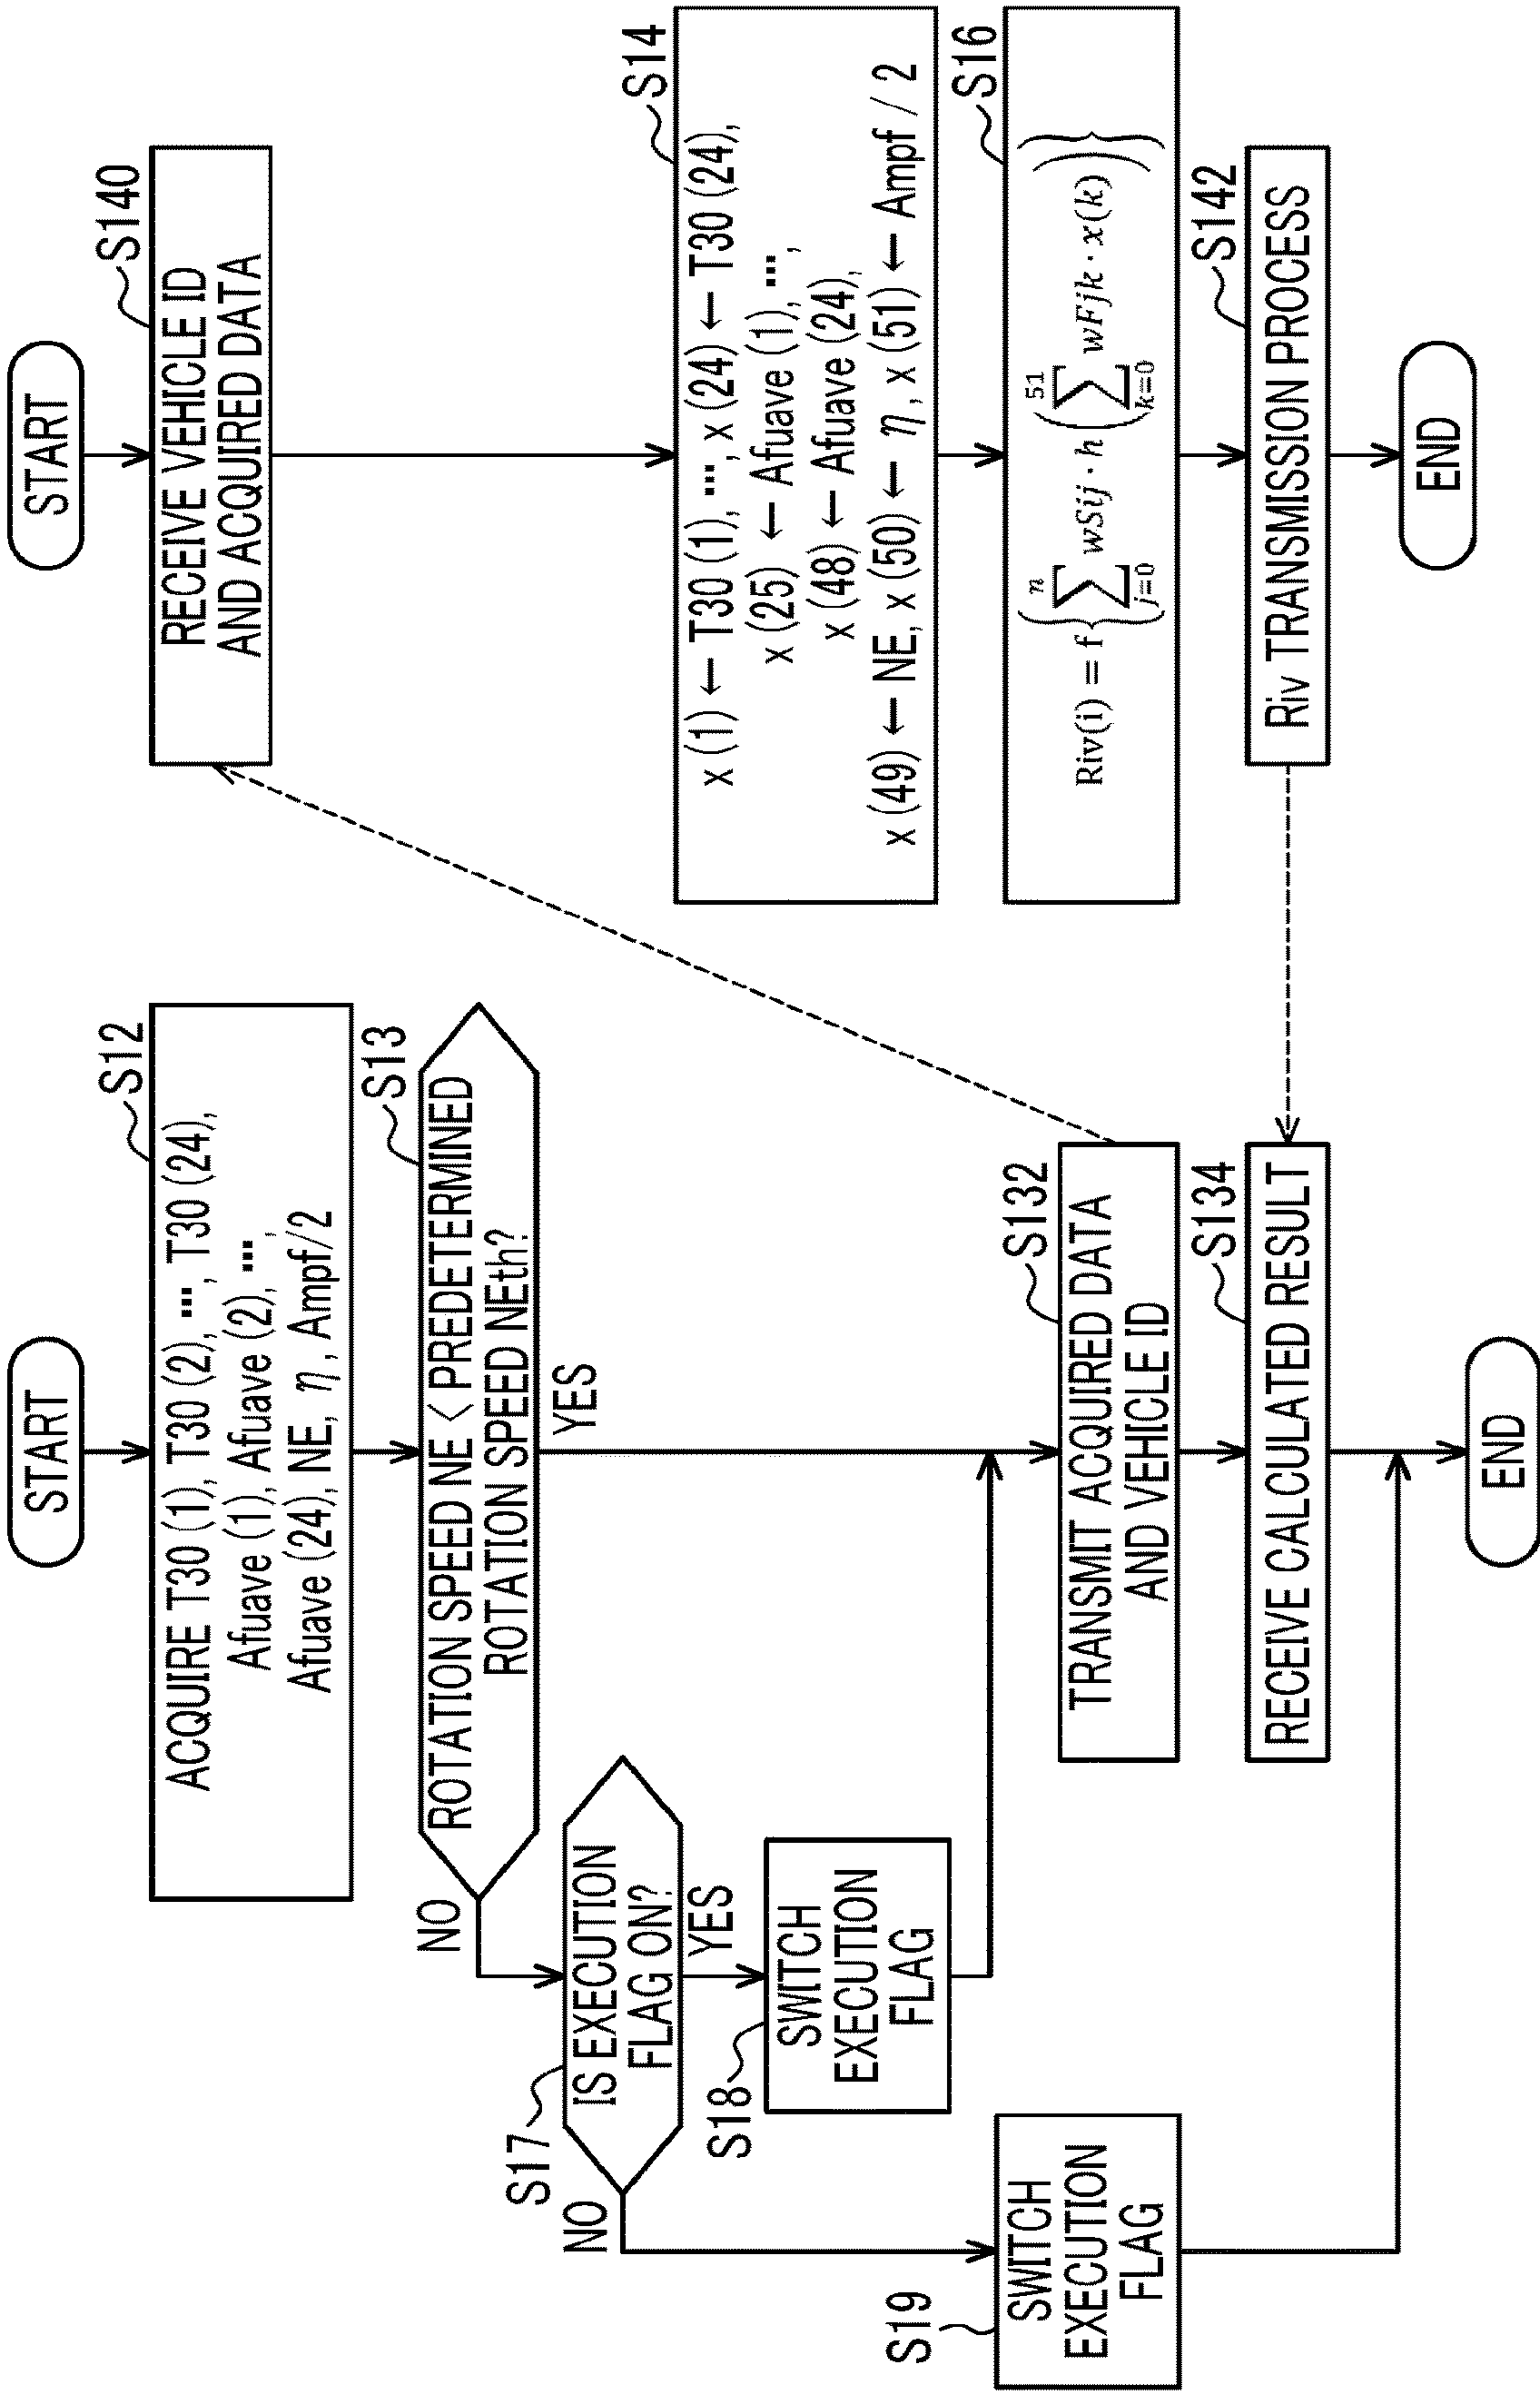 START
S12
ACQUIRE T30 (1), T30 (2), ⋯, T30 (24),
Afuave (1), Afuave (2), ⋯,
Afuave (24), NE, η, Ampf/2
S13
ROTATION SPEED NE < PREDETERMINED
ROTATION SPEED NEth?
NO
YES
S17
IS EXECUTION
FLAG ON?
NO
YES
S18
SWITCH
EXECUTION
FLAG
S19
SWITCH
EXECUTION
FLAG
S132
TRANSMIT ACQUIRED DATA
AND VEHICLE ID
S134
RECEIVE CALCULATED RESULT
END
START
S140
RECEIVE VEHICLE ID
AND ACQUIRED DATA
S14
x (1) ← T30 (1), ⋯, x (24) ← T30 (24),
x (25) ← Afuave (1), ⋯,
x (48) ← Afuave (24),
x (49) ← NE, x (50) ← η, x (51) ← Ampf / 2
S16
Riv(i) = f { n ∑ j=0 wSij · h ( 51 ∑ k=0 wFjk · x(k) ) }
S142
Riv TRANSMISSION PROCESS
END